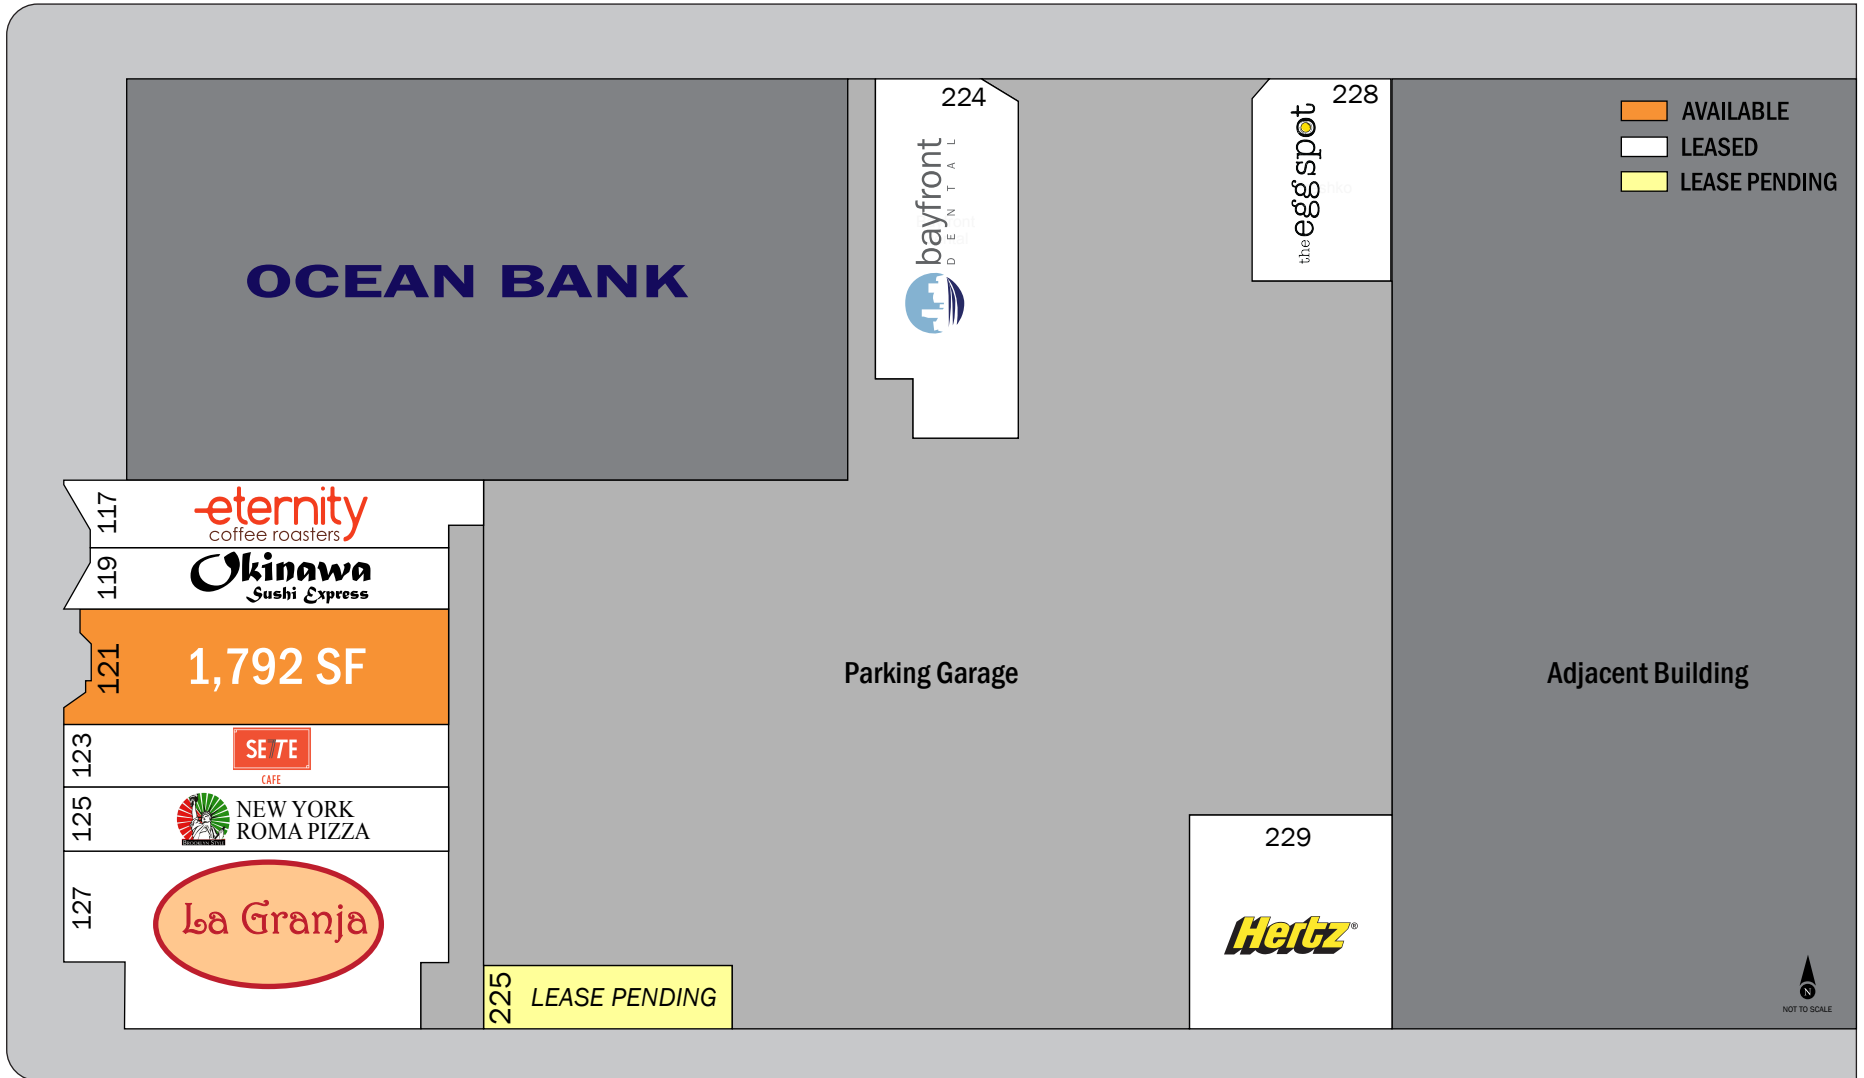 OCEAN BANK
224
bayfront
DENTAL
228
the egg spot
AVAILABLE
LEASED
LEASE PENDING
117
eternity
coffee roasters
119
Okinawa
Sushi Express
121
1,792 SF
123
SETTE
CAFE
125
NEW YORK
ROMA PIZZA
BROOKLYN STYLE
127
La Granja
Parking Garage
Adjacent Building
225
LEASE PENDING
229
Hertz®
N
NOT TO SCALE